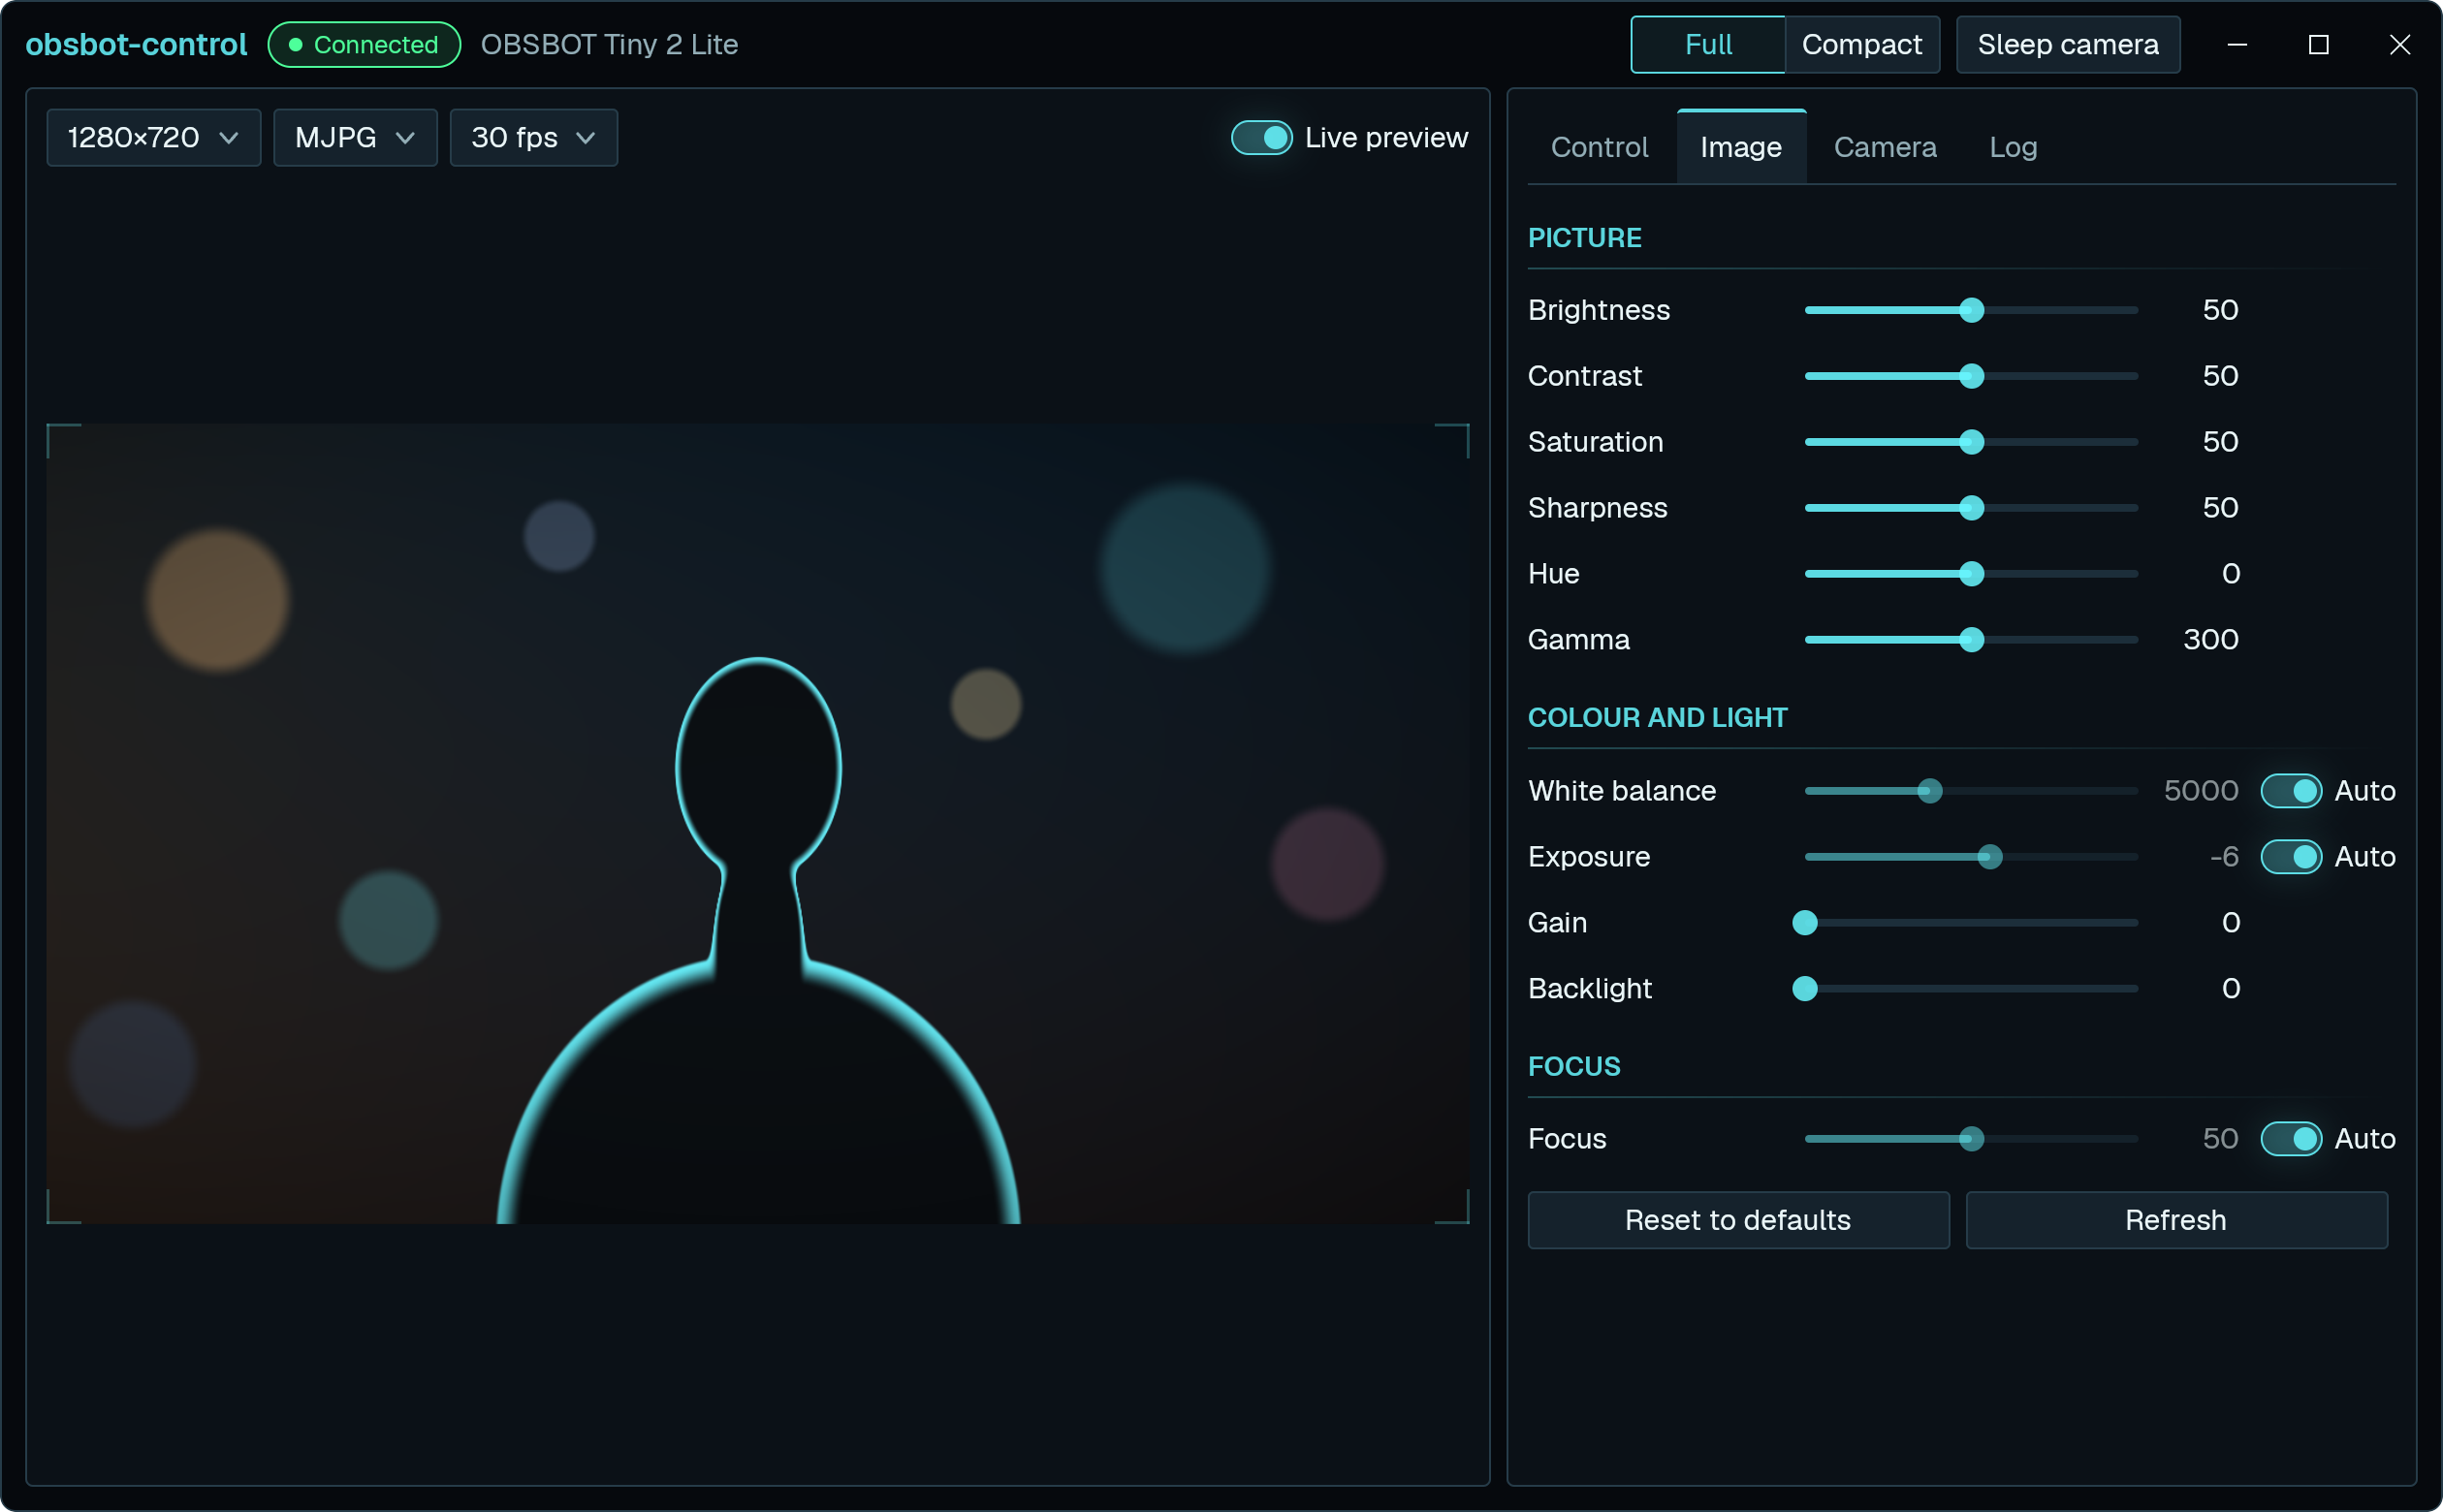 obsbot-control Connected OBSBOT Tiny 2 Lite Full Compact Sleep camera
1280×720 MJPG 30 fps Live preview
Control Image Camera Log
PICTURE
Brightness 50
Contrast 50
Saturation 50
Sharpness 50
Hue 0
Gamma 300
COLOUR AND LIGHT
White balance 5000 Auto
Exposure -6 Auto
Gain 0
Backlight 0
FOCUS
Focus 50 Auto
Reset to defaults Refresh